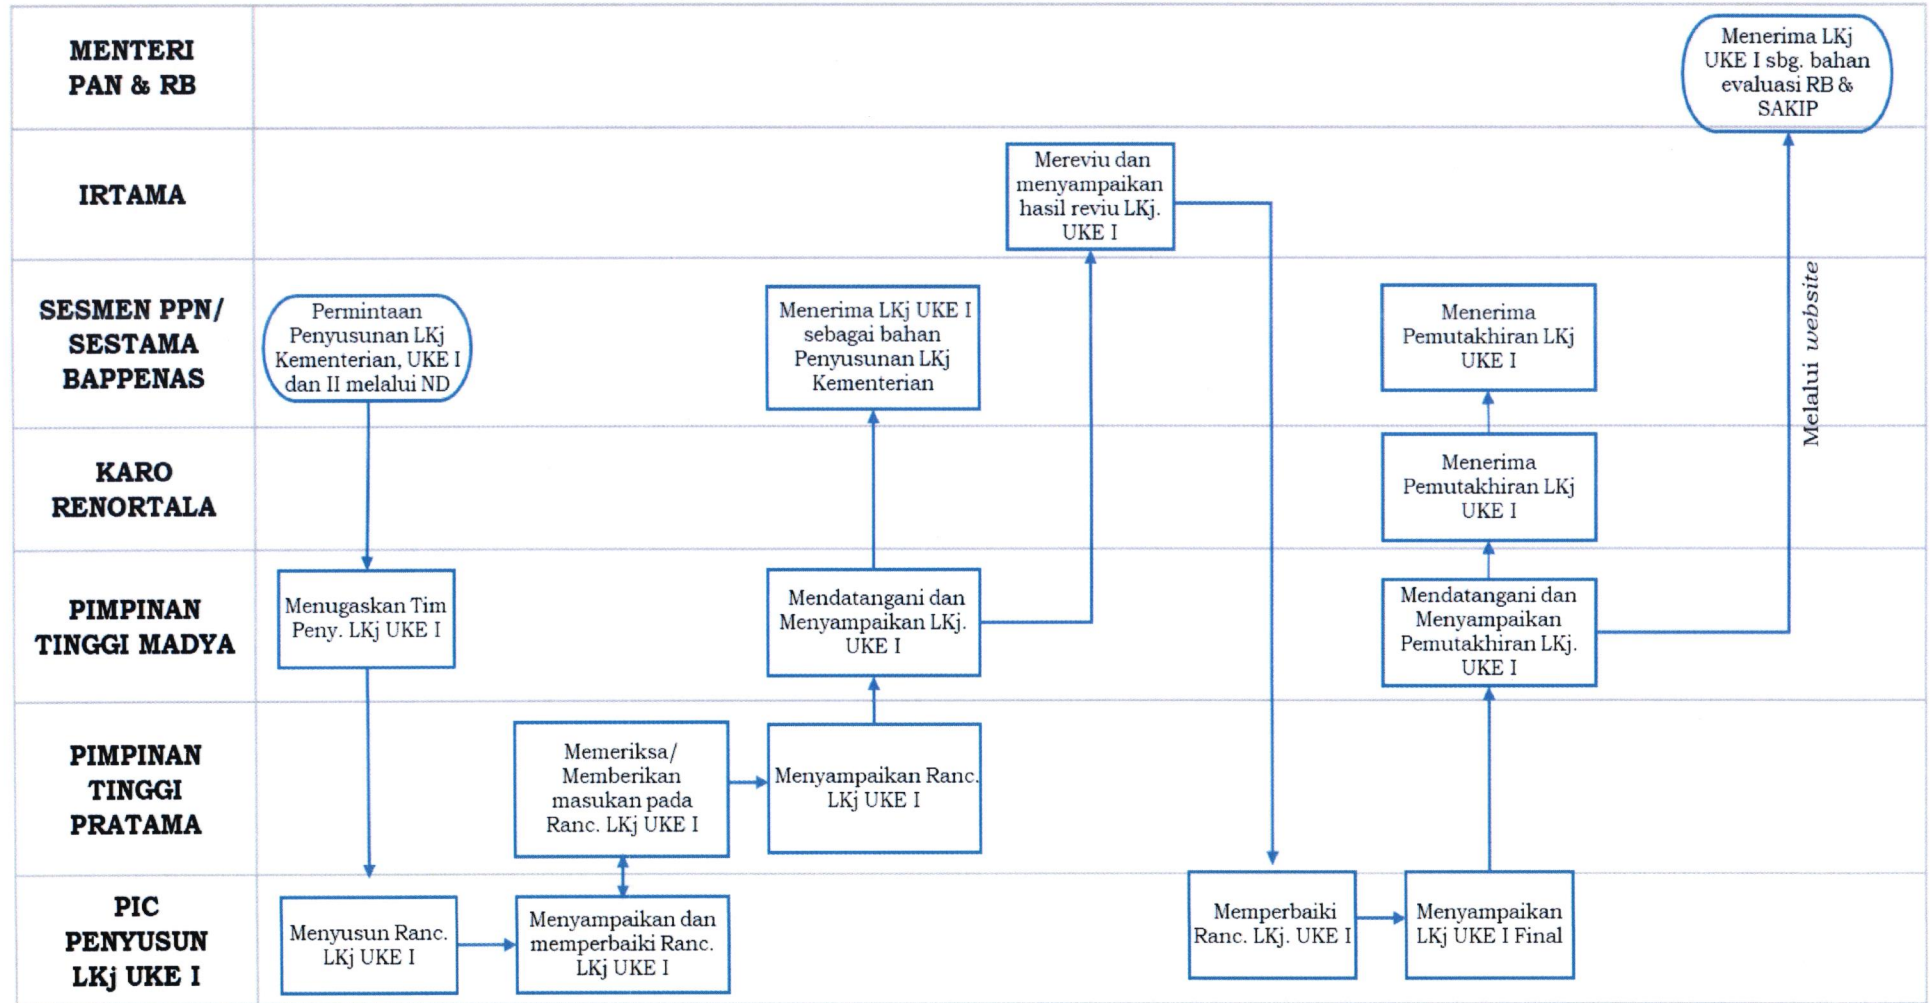 MENTERI
PAN & RB
Menerima LKj
UKE I sbg. bahan
evaluasi RB &
SAKIP
IRTAMA
Mereviu dan
menyampaikan
hasil reviu LKj.
UKE I
SESMEN PPN/
SESTAMA
BAPPENAS
Permintaan
Penyusunan LKj
Kementerian, UKE I
dan II melalui ND
Menerima LKj UKE I
sebagai bahan
Penyusunan LKj
Kementerian
Menerima
Pemutakhiran LKj
UKE I
Melalui website
KARO
RENORTALA
Menerima
Pemutakhiran LKj
UKE I
PIMPINAN
TINGGI MADYA
Menugaskan Tim
Peny. LKj UKE I
Mendatangani dan
Menyampaikan LKj.
UKE I
Mendatangani dan
Menyampaikan
Pemutakhiran LKj.
UKE I
PIMPINAN
TINGGI
PRATAMA
Memeriksa/
Memberikan
masukan pada
Ranc. LKj UKE I
Menyampaikan Ranc.
LKj UKE I
PIC
PENYUSUN
LKj UKE I
Menyusun Ranc.
LKj UKE I
Menyampaikan dan
memperbaiki Ranc.
LKj UKE I
Memperbaiki
Ranc. LKj. UKE I
Menyampaikan
LKj UKE I Final